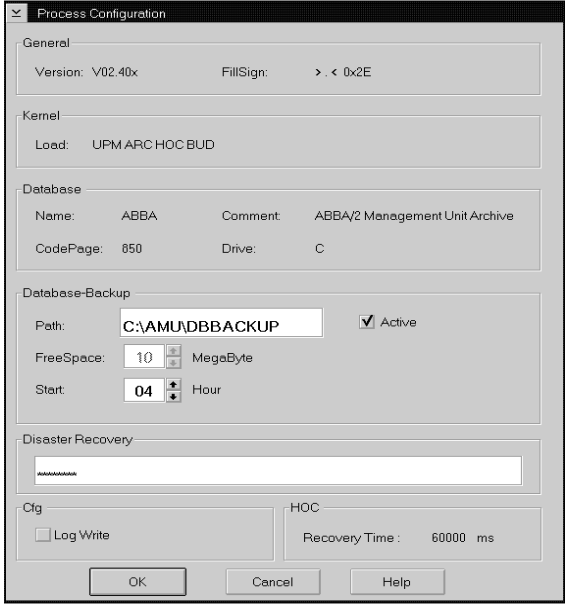 Process Configuration
General
Version: V02.40x FillSign: > . < 0x2E
Kernel
Load: UPM ARC HOC BUD
Database
Name: ABBA Comment: ABBA/2 Management Unit Archive
CodePage: 850 Drive: C
Database-Backup
Path: C:\AMU\DBBACKUP Active
FreeSpace: 10 MegaByte
Start: 04 Hour
Disaster Recovery
********
Cfg HOC
Log Write Recovery Time : 60000 ms
OK Cancel Help